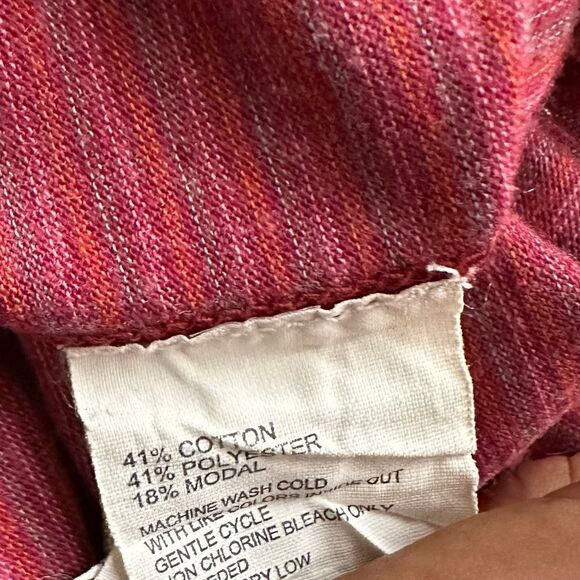 41% COTTON
41% POLYESTER
18% MODAL
MACHINE WASH COLD
WITH LIKE COLORS INSIDE OUT
GENTLE CYCLE
NON CHLORINE BLEACH,ONLY
LOW